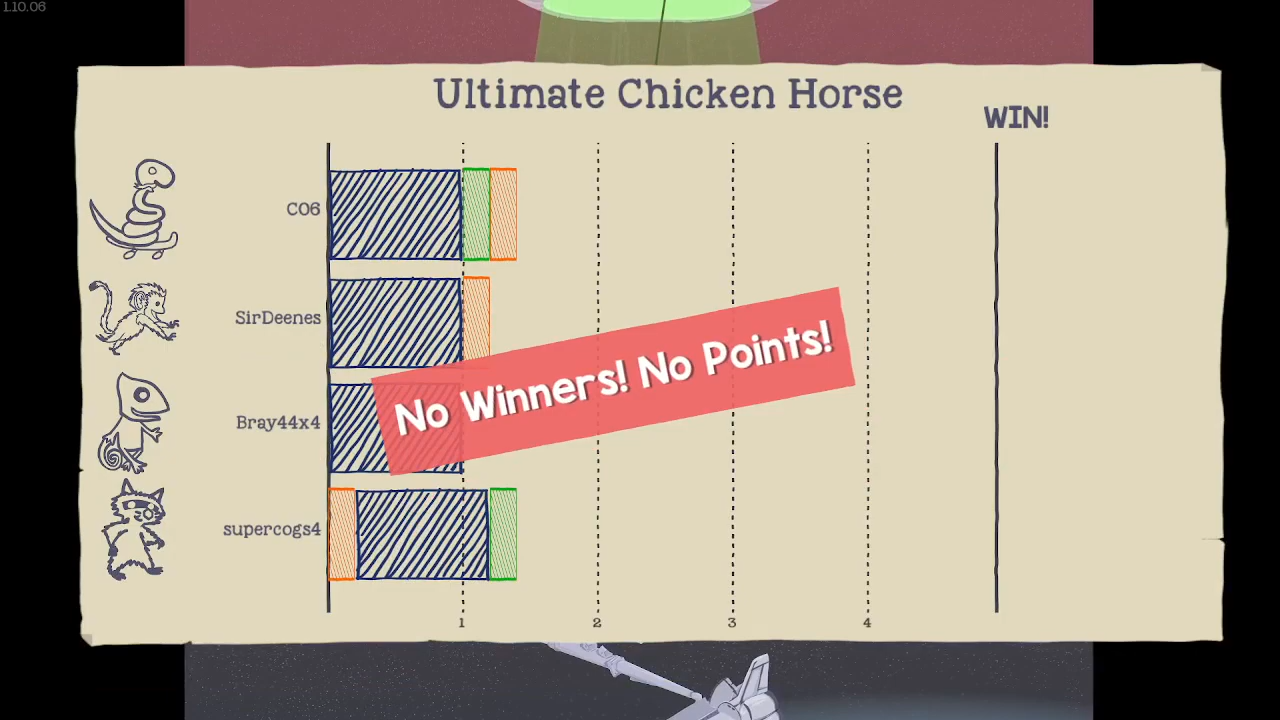 1.10.06
Ultimate Chicken Horse
WIN!
CO6
SirDeenes
No Winners! No Points!
Bray44x4
supercogs4
1 2 3 4